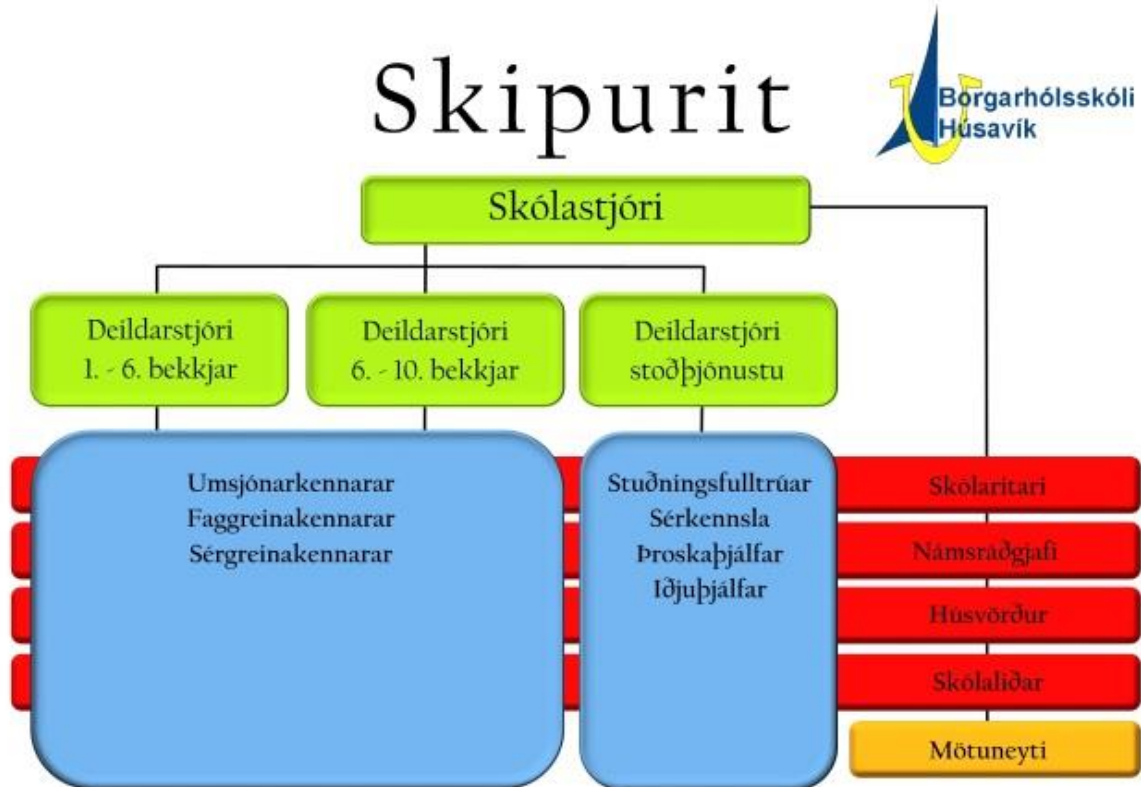 Skipurit
Borgarhólsskóli
Húsavík
Skólastjóri
Deildarstjóri
1. - 6. bekkjar
Deildarstjóri
6. - 10. bekkjar
Deildarstjóri
stoðþjónustu
Umsjónarkennarar
Faggreinakennarar
Sérgreinakennarar
Stuðningsfulltrúar
Sérkennsla
Þroskaþjálfar
Iðjuþjálfar
Skólaritari
Námsráðgjafi
Húsvörður
Skólaliðar
Mötuneyti